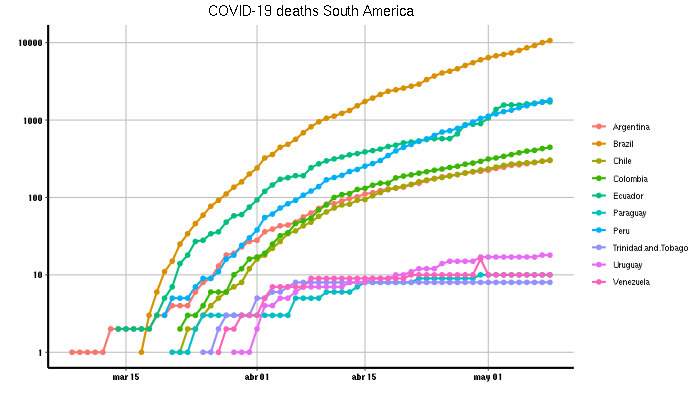 COVID-19 deaths South America
10000
1000
100
10
1
mar 15
abr 01
abr 15
may 01
Argentina
Brazil
Chile
Colombia
Ecuador
Paraguay
Peru
Trinidad.and.Tobago
Uruguay
Venezuela